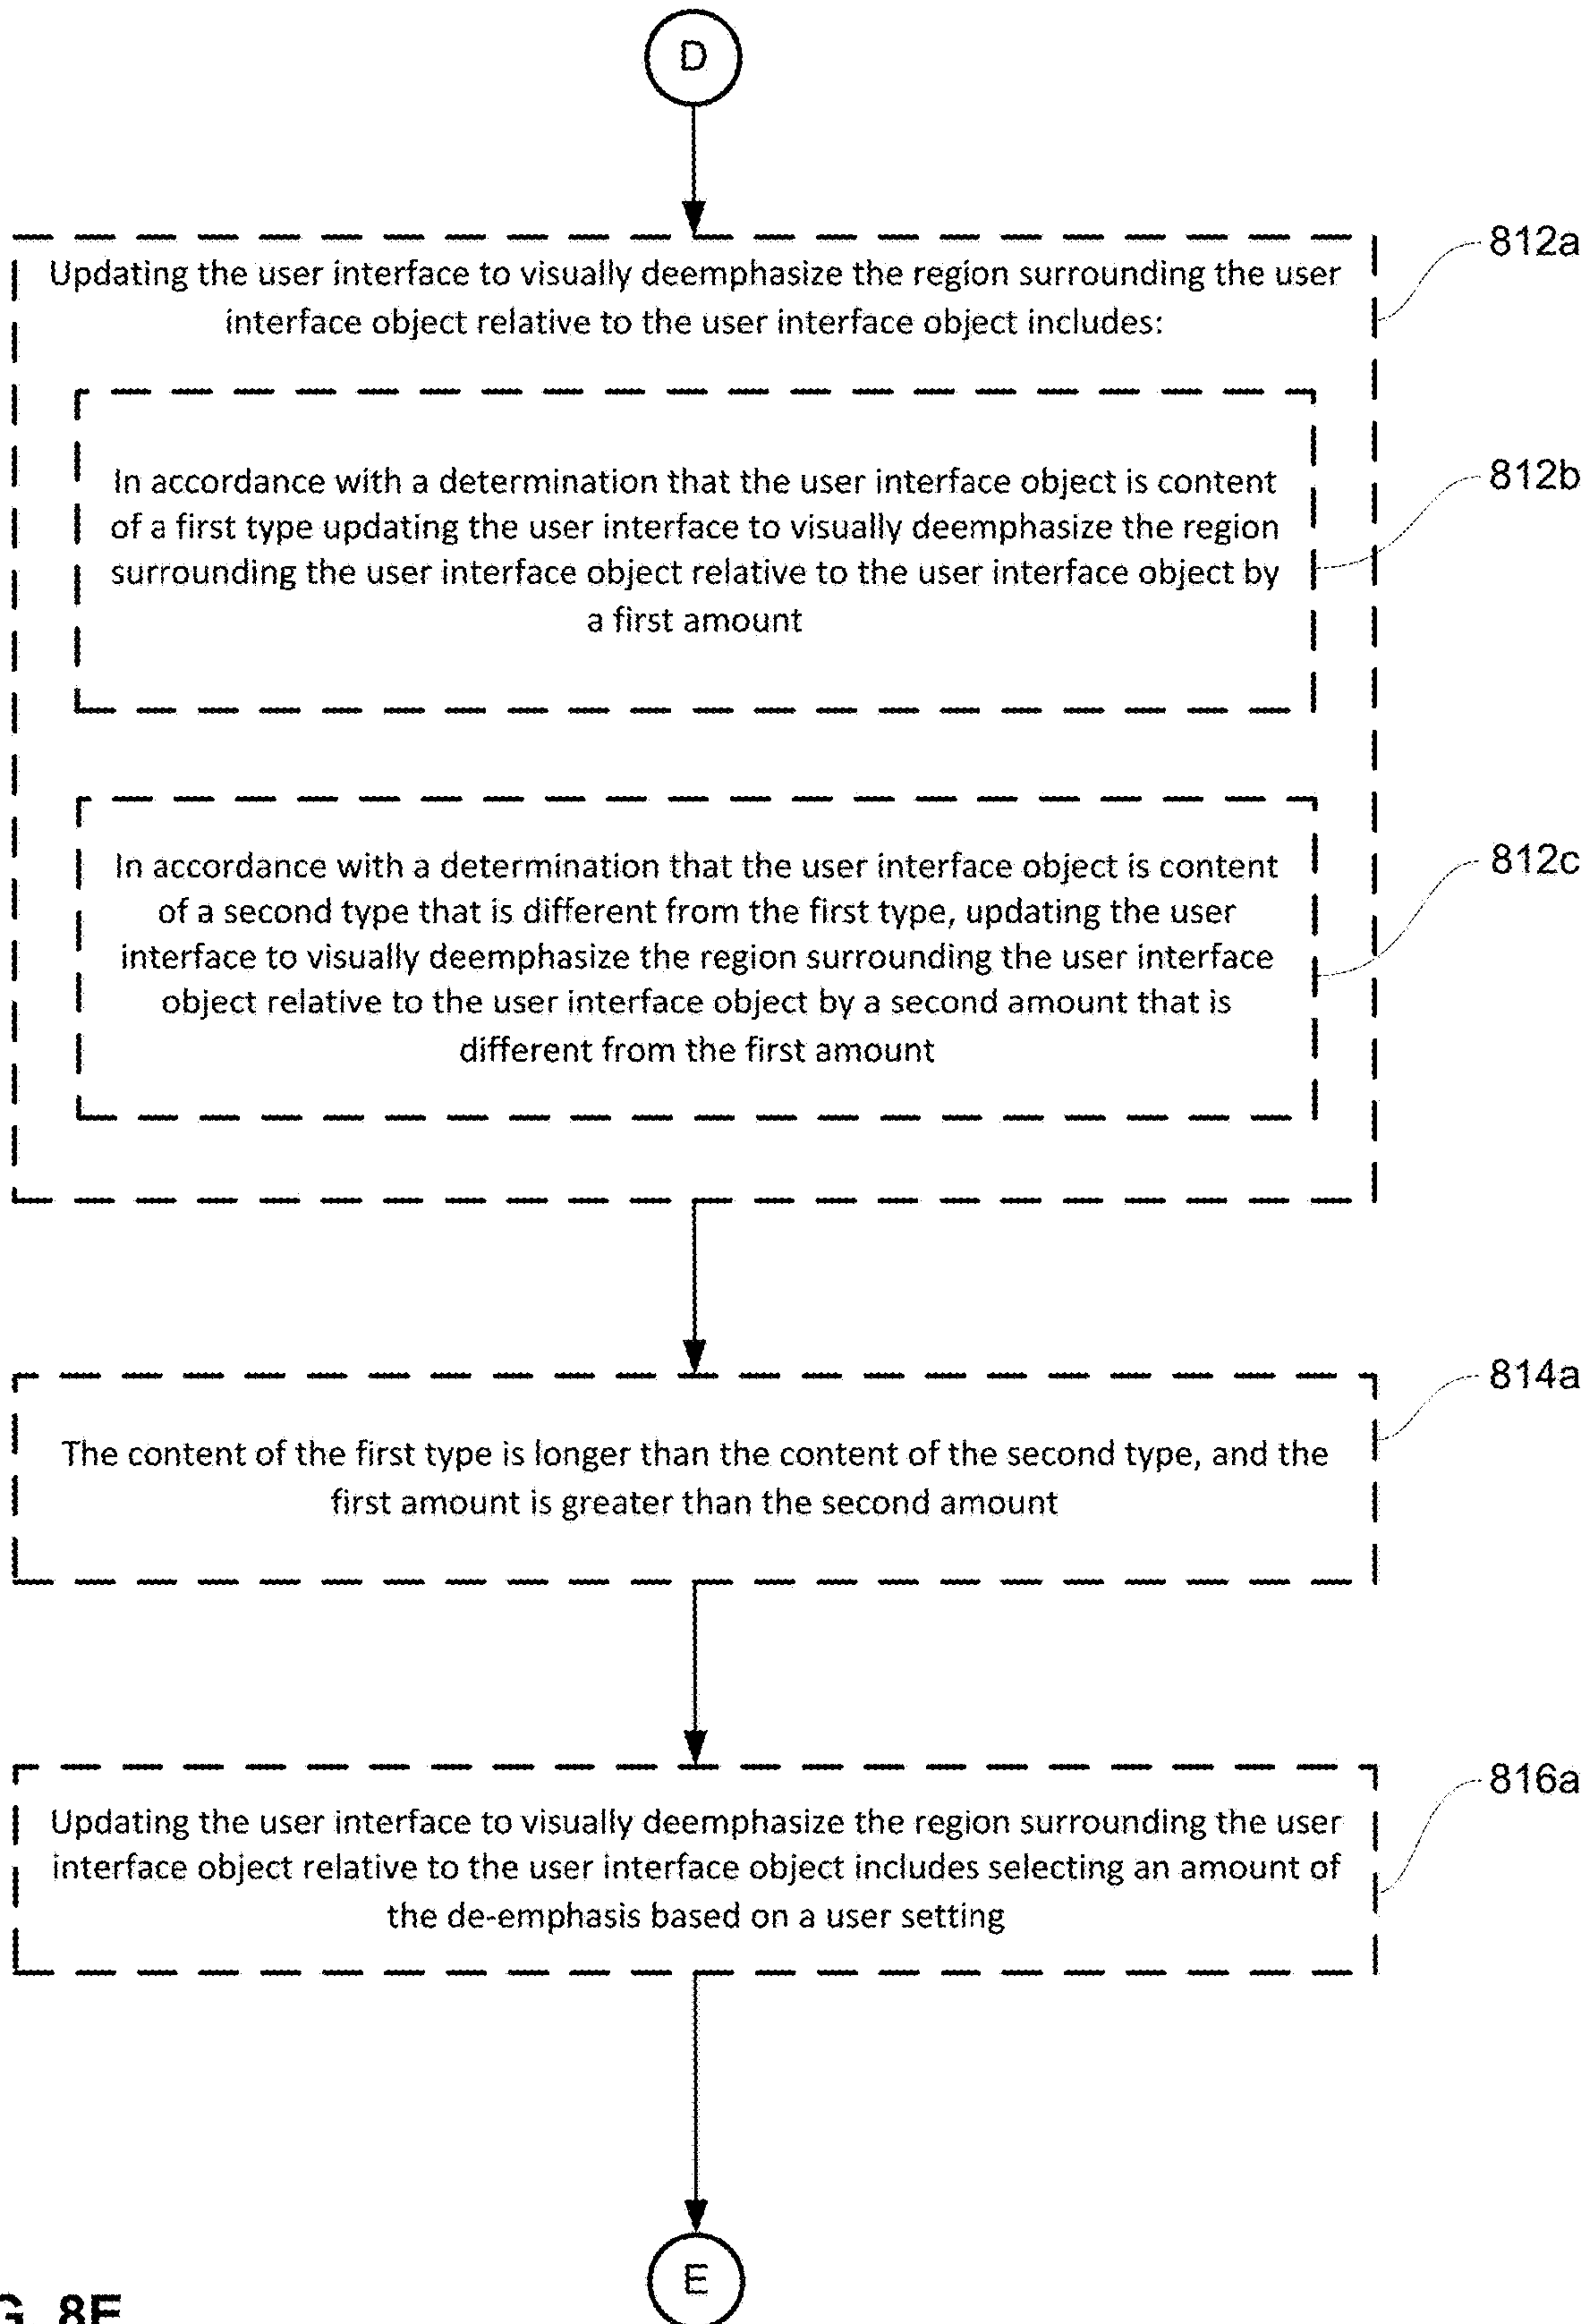 D
812a
Updating the user interface to visually deemphasize the region surrounding the user
interface object relative to the user interface object includes:
812b
In accordance with a determination that the user interface object is content
of a first type updating the user interface to visually deemphasize the region
surrounding the user interface object relative to the user interface object by
a first amount
812c
In accordance with a determination that the user interface object is content
of a second type that is different from the first type, updating the user
interface to visually deemphasize the region surrounding the user interface
object relative to the user interface object by a second amount that is
different from the first amount
814a
The content of the first type is longer than the content of the second type, and the
first amount is greater than the second amount
816a
Updating the user interface to visually deemphasize the region surrounding the user
interface object relative to the user interface object includes selecting an amount of
the de-emphasis based on a user setting
E